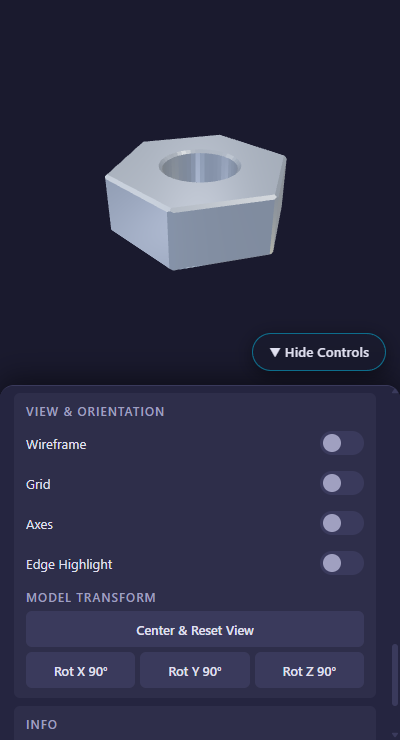 ▼ Hide Controls
VIEW & ORIENTATION
Wireframe
Grid
Axes
Edge Highlight
MODEL TRANSFORM
Center & Reset View
Rot X 90° Rot Y 90° Rot Z 90°
INFO